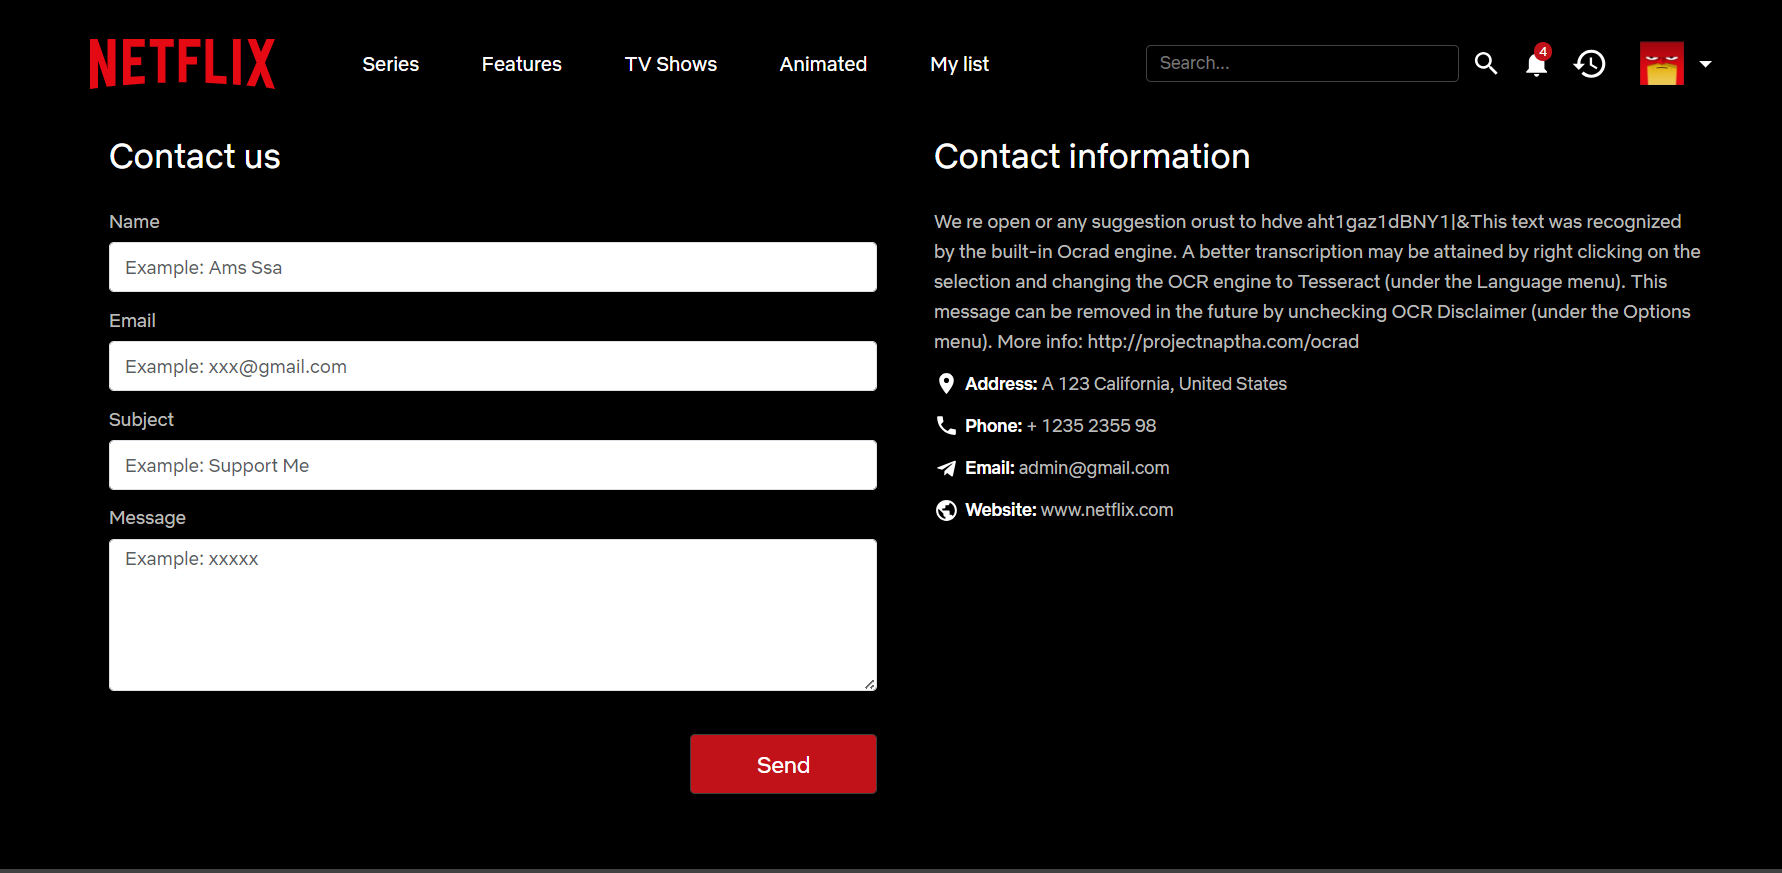 NETFLIX
Series
Features
TV Shows
Animated
My list
Search...
4
Contact us
Name
Example: Ams Ssa
Email
Example: xxx@gmail.com
Subject
Example: Support Me
Message
Example: xxxxx
Send
Contact information
We re open or any suggestion orust to hdve aht1gaz1dBNY1|&This text was recognized
by the built-in Ocrad engine. A better transcription may be attained by right clicking on the
selection and changing the OCR engine to Tesseract (under the Language menu). This
message can be removed in the future by unchecking OCR Disclaimer (under the Options
menu). More info: http://projectnaptha.com/ocrad
Address: A 123 California, United States
Phone: + 1235 2355 98
Email: admin@gmail.com
Website: www.netflix.com